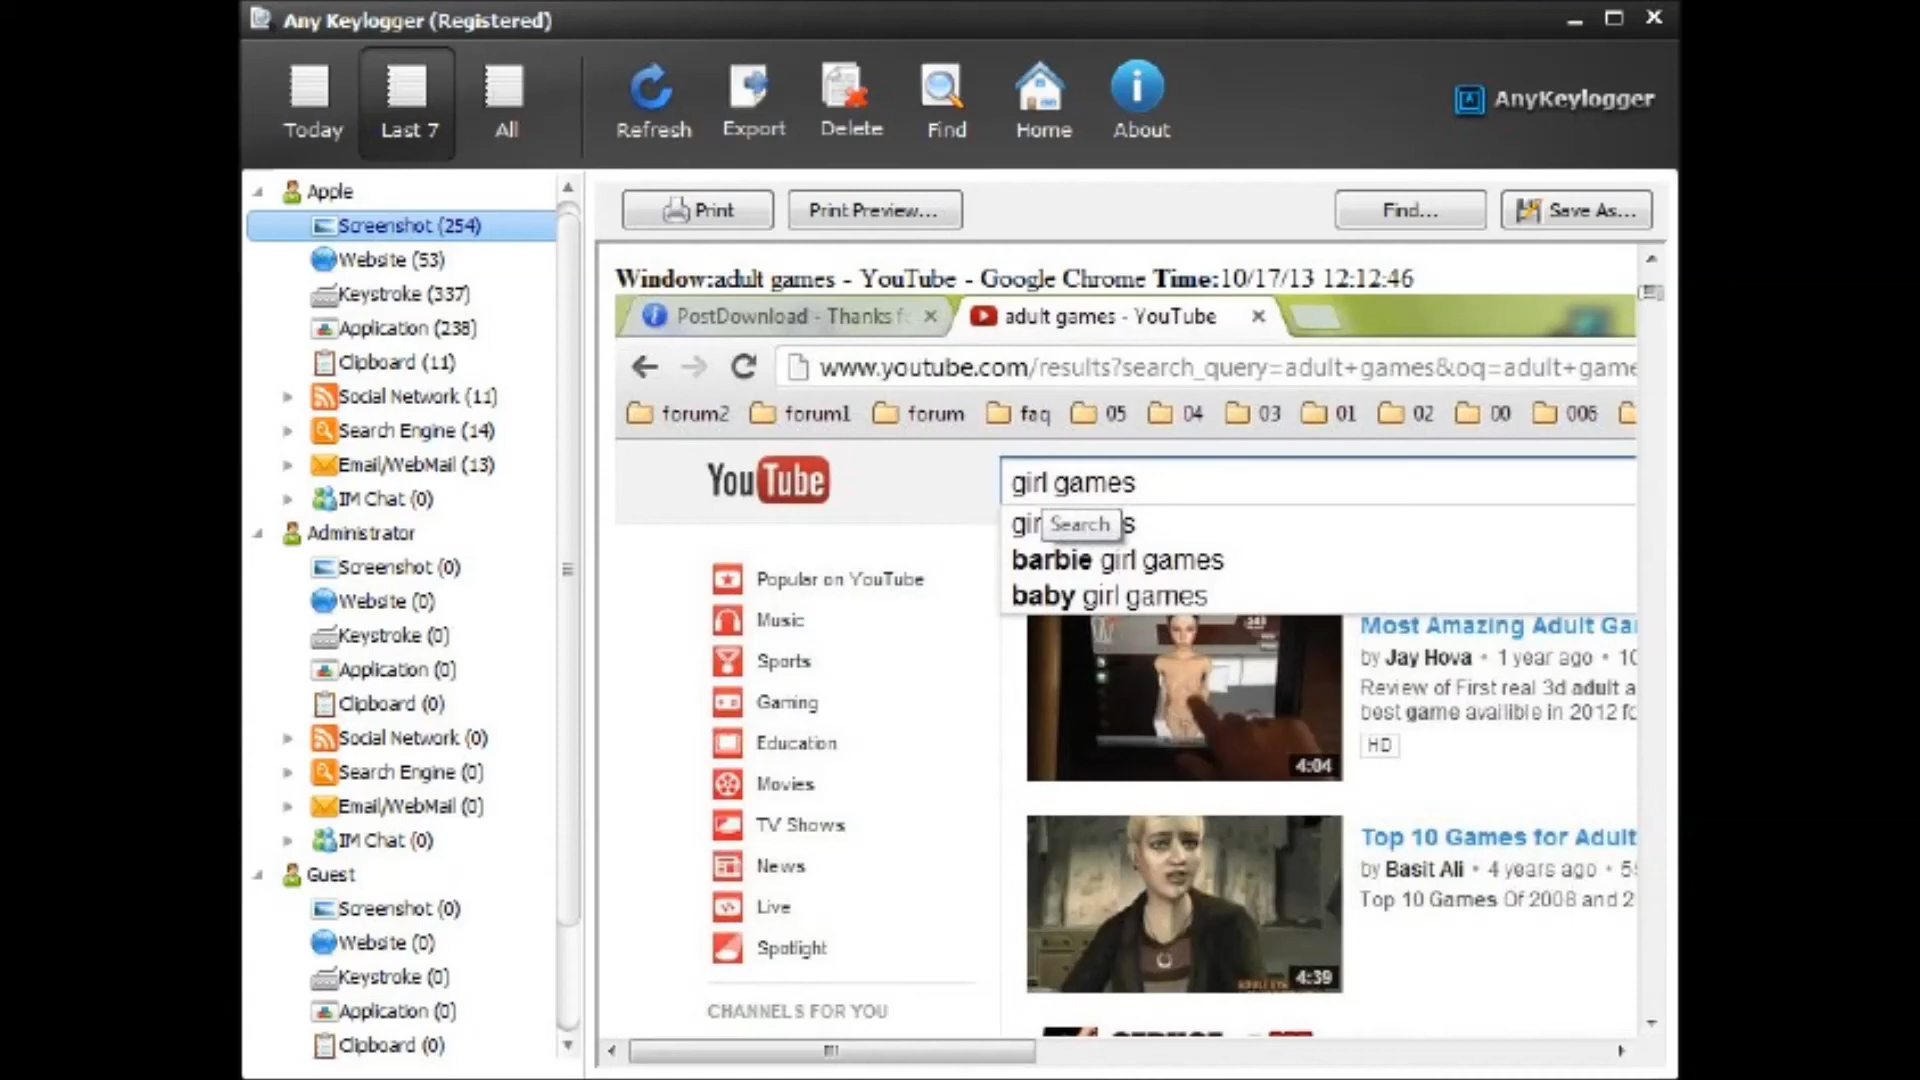 Any Keylogger (Registered)
Today
Last 7
All
Refresh
Export
Delete
Find
Home
About
AnyKeylogger
Apple
Screenshot (254)
Website (53)
Keystroke (337)
Application (238)
Clipboard (11)
Social Network (11)
Search Engine (14)
Email/WebMail (13)
IM Chat (0)
Administrator
Screenshot (0)
Website (0)
Keystroke (0)
Application (0)
Clipboard (0)
Social Network (0)
Search Engine (0)
Email/WebMail (0)
IM Chat (0)
Guest
Screenshot (0)
Website (0)
Keystroke (0)
Application (0)
Clipboard (0)
Print
Print Preview...
Find...
Save As...
Window:adult games - YouTube - Google Chrome Time:10/17/13 12:12:46
PostDownload - Thanks f
adult games - YouTube
www.youtube.com/results?search_query=adult+games&oq=adult+game
forum2 forum1 forum faq 05 04 03 01 02 00 006
YouTube
girl games
Search
barbie girl games
baby girl games
Popular on YouTube
Music
Sports
Gaming
Education
Movies
TV Shows
News
Live
Spotlight
CHANNELS FOR YOU
4:04
Most Amazing Adult Ga
by Jay Hova • 1 year ago • 10
Review of First real 3d adult a
best game availible in 2012 fo
HD
4:39
Top 10 Games for Adult
by Basit Ali • 4 years ago • 5
Top 10 Games Of 2008 and 2